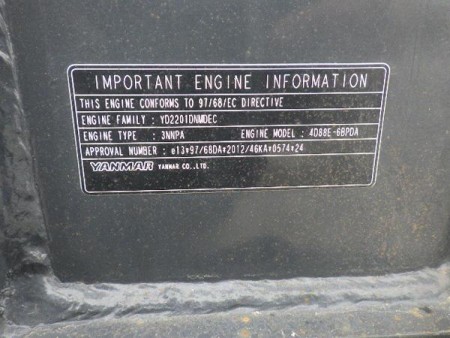 IMPORTANT ENGINE INFORMATION
THIS ENGINE CONFORMS TO 97/68/EC DIRECTIVE
ENGINE FAMILY : YD2201DNMDEC
ENGINE TYPE : 3NNPA ENGINE MODEL : 4D88E-6BPDA
APPROVAL NUMBER : e13*97/68DA*2012/46KA*0574*24
YANMAR YANMAR CO.,LTD.